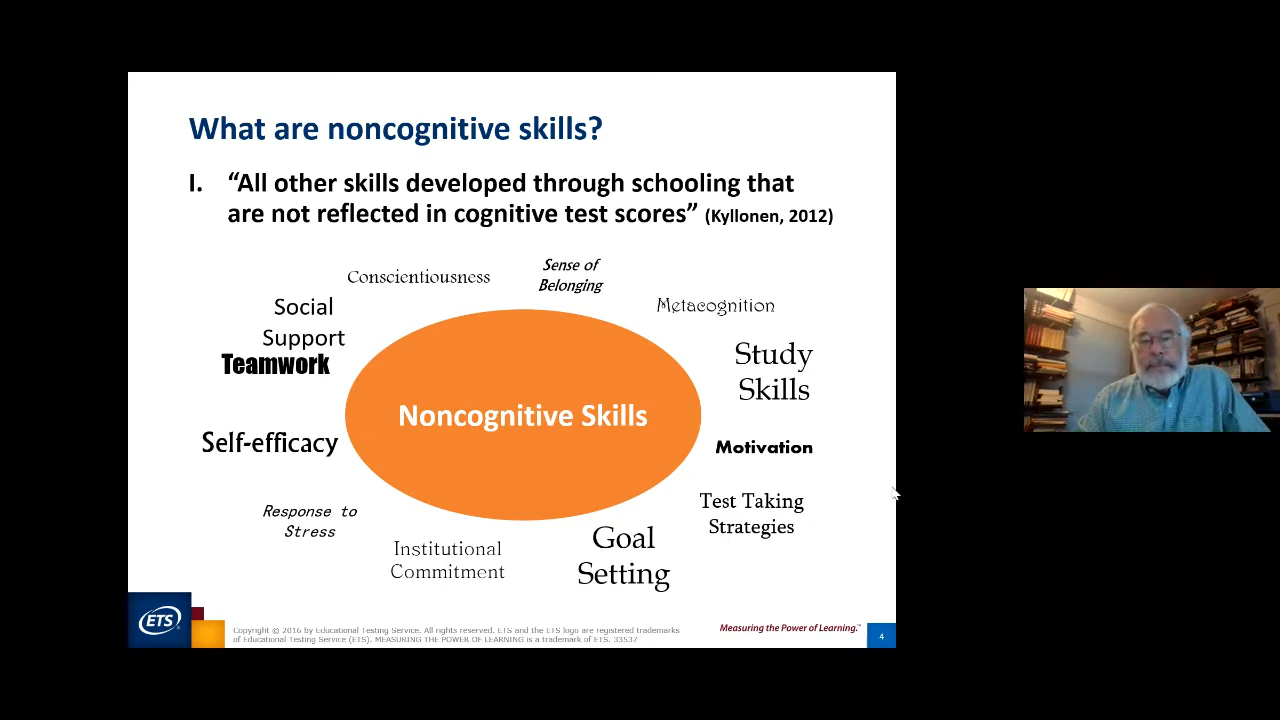 What are noncognitive skills?
I. “All other skills developed through schooling that
are not reflected in cognitive test scores” (Kyllonen, 2012)
Conscientiousness
Sense of
Belonging
Metacognition
Social
Support
Teamwork
Study
Skills
Noncognitive Skills
Self-efficacy
Motivation
Test Taking
Strategies
Response to
Stress
Institutional
Commitment
Goal
Setting
ETS
Copyright © 2016 by Educational Testing Service. All rights reserved. ETS and the ETS logo are registered trademarks
of Educational Testing Service (ETS). MEASURING THE POWER OF LEARNING is a trademark of ETS. 33537
Measuring the Power of Learning.™
4